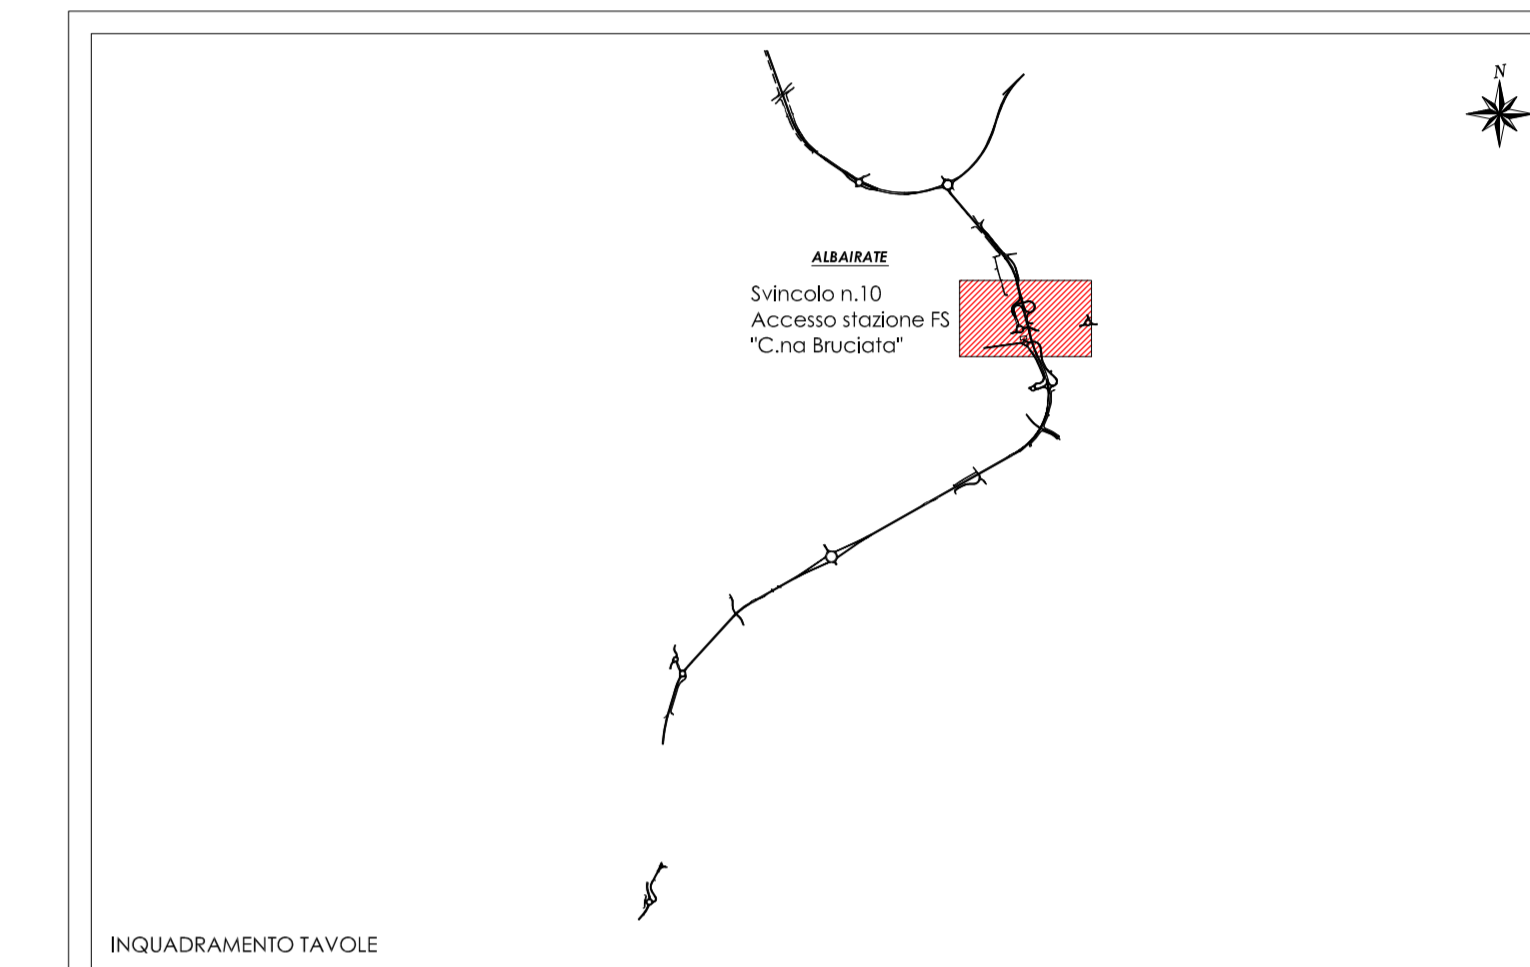 N
ALBAIRATE
Svincolo n.10
Accesso stazione FS
"C.na Bruciata"
INQUADRAMENTO TAVOLE